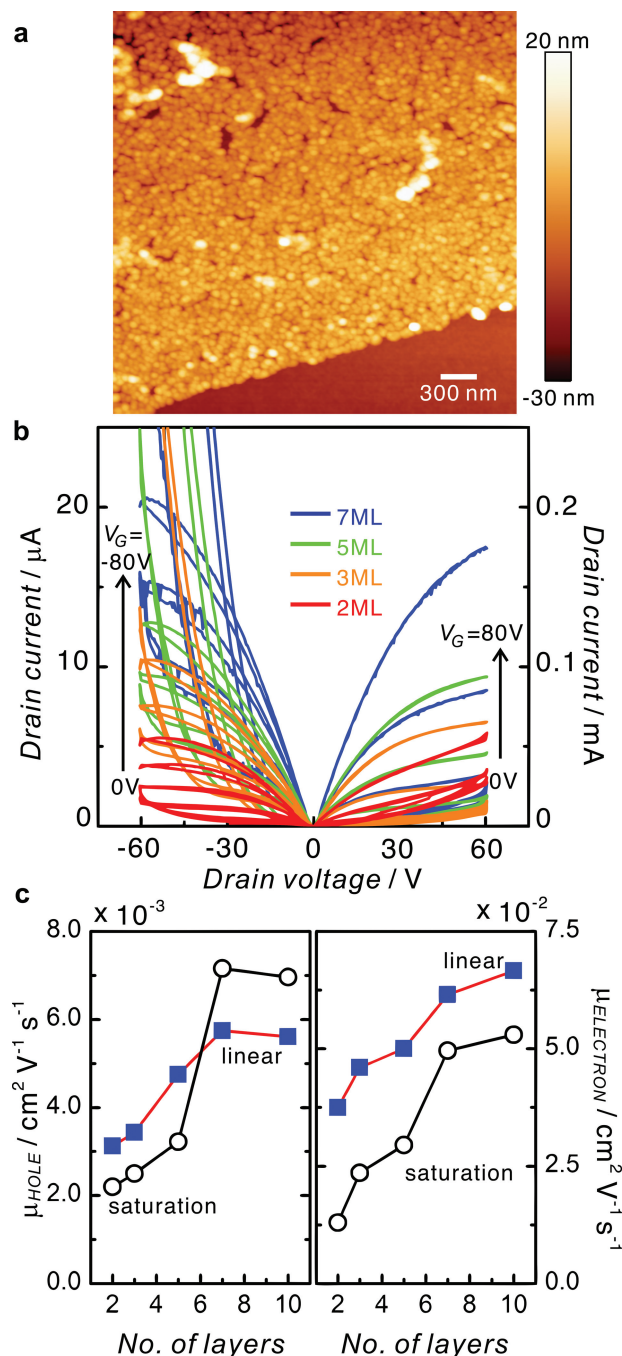 a
20 nm
-30 nm
300 nm
b
Drain current / μA
Drain current / mA
20
10
0
0.2
0.1
0
VG=
-80V
0V
7ML
5ML
3ML
2ML
VG=80V
0V
-60 -30 0 30 60
Drain voltage / V
c
x 10⁻³
x 10⁻²
μHOLE / cm² V⁻¹ s⁻¹
8.0
6.0
4.0
2.0
0.0
linear
saturation
2 4 6 8 10
No. of layers
linear
saturation
7.5
5.0
2.5
0.0
μELECTRON / cm² V⁻¹ s⁻¹
2 4 6 8 10
No. of layers